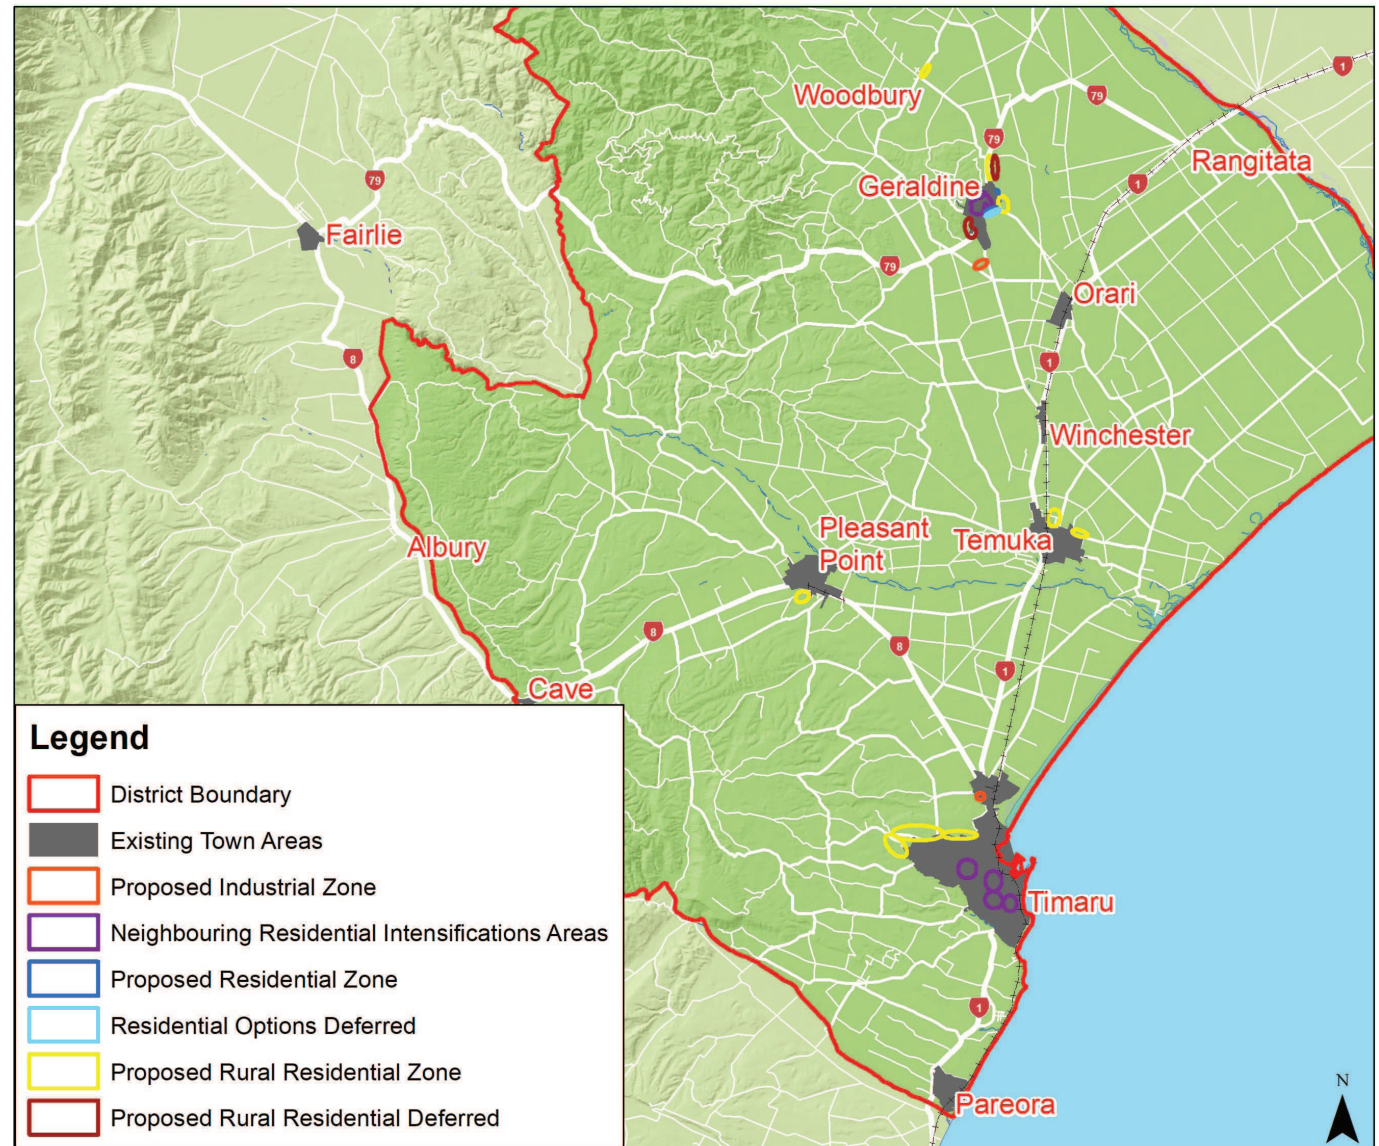 1
79
Woodbury
79
Rangitata
79
1
Geraldine
79
Fairlie
79
Orari
8
1
Winchester
Pleasant
Point
Temuka
Albury
8
8
1
Cave
Legend
District Boundary
Existing Town Areas
Proposed Industrial Zone
Neighbouring Residential Intensifications Areas
Proposed Residential Zone
Residential Options Deferred
Proposed Rural Residential Zone
Proposed Rural Residential Deferred
Timaru
1
Pareora
N